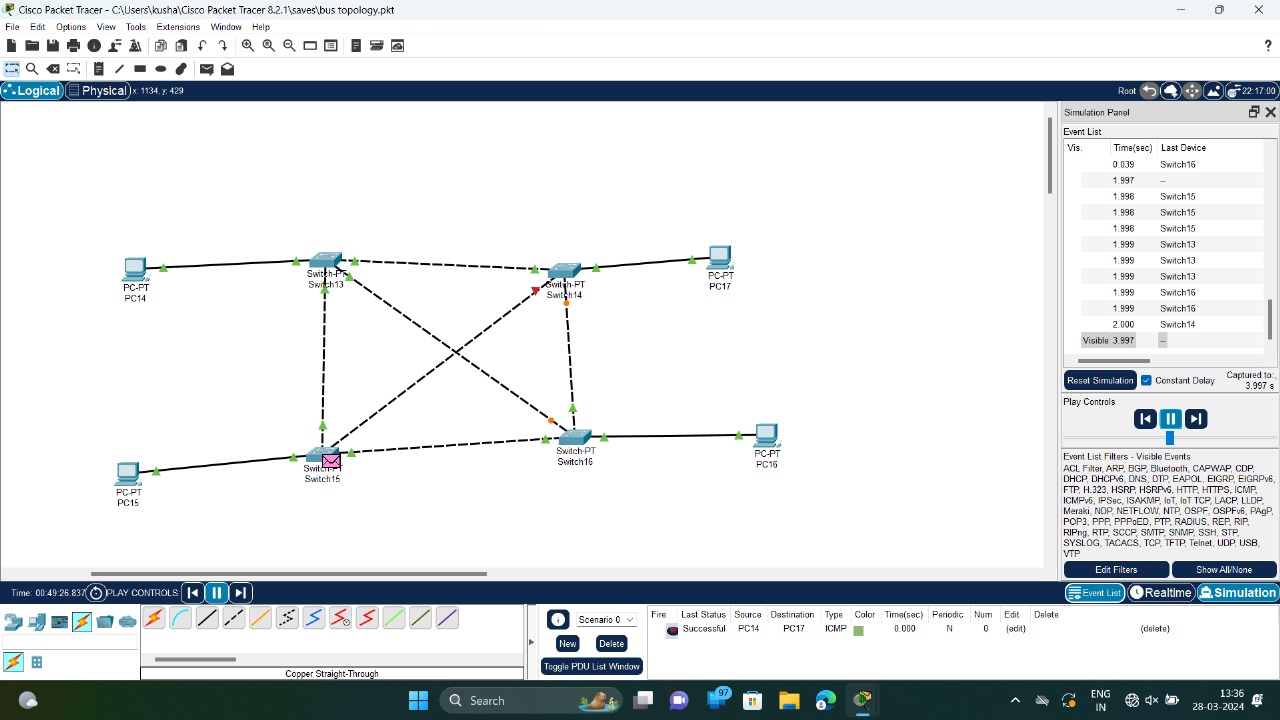 Cisco Packet Tracer - C:\Users\kusha\Cisco Packet Tracer 8.2.1\saves\bus topology.pkt
File Edit Options View Tools Extensions Window Help
Logical Physical x: 1134, y: 429 Root 22:17:00
Simulation Panel
Event List
Vis. Time(sec) Last Device
0.039 Switch16
1.997 --
1.998 Switch15
1.998 Switch15
1.998 Switch15
1.999 Switch13
1.999 Switch13
1.999 Switch13
1.999 Switch16
1.999 Switch16
2.000 Switch14
Visible 3.997 --
Reset Simulation Constant Delay Captured to:
3.997 s
Play Controls
Event List Filters - Visible Events
ACL Filter, ARP, BGP, Bluetooth, CAPWAP, CDP,
DHCP, DHCPv6, DNS, DTP, EAPOL, EIGRP, EIGRPv6,
FTP, H.323, HSRP, HSRPv6, HTTP, HTTPS, ICMP,
ICMPv6, IPSec, ISAKMP, IoT, IoT TCP, LACP, LLDP,
Meraki, NDP, NETFLOW, NTP, OSPF, OSPFv6, PAgP,
POP3, PPP, PPPoED, PTP, RADIUS, REP, RIP,
RIPng, RTP, SCCP, SMTP, SNMP, SSH, STP,
SYSLOG, TACACS, TCP, TFTP, Telnet, UDP, USB,
VTP
Edit Filters Show All/None
PC-PT
PC14
Switch-PT
Switch13
Switch-PT
Switch14
PC-PT
PC17
PC-PT
PC15
Switch-PT
Switch15
Switch-PT
Switch16
PC-PT
PC16
Time: 00:49:26.837 PLAY CONTROLS: Event List Realtime Simulation
Copper Straight-Through
Scenario 0
New Delete
Toggle PDU List Window
Fire Last Status Source Destination Type Color Time(sec) Periodic Num Edit Delete
Successful PC14 PC17 ICMP 0.000 N 0 (edit) (delete)
Search 97 ENG
IN 13:36
28-03-2024